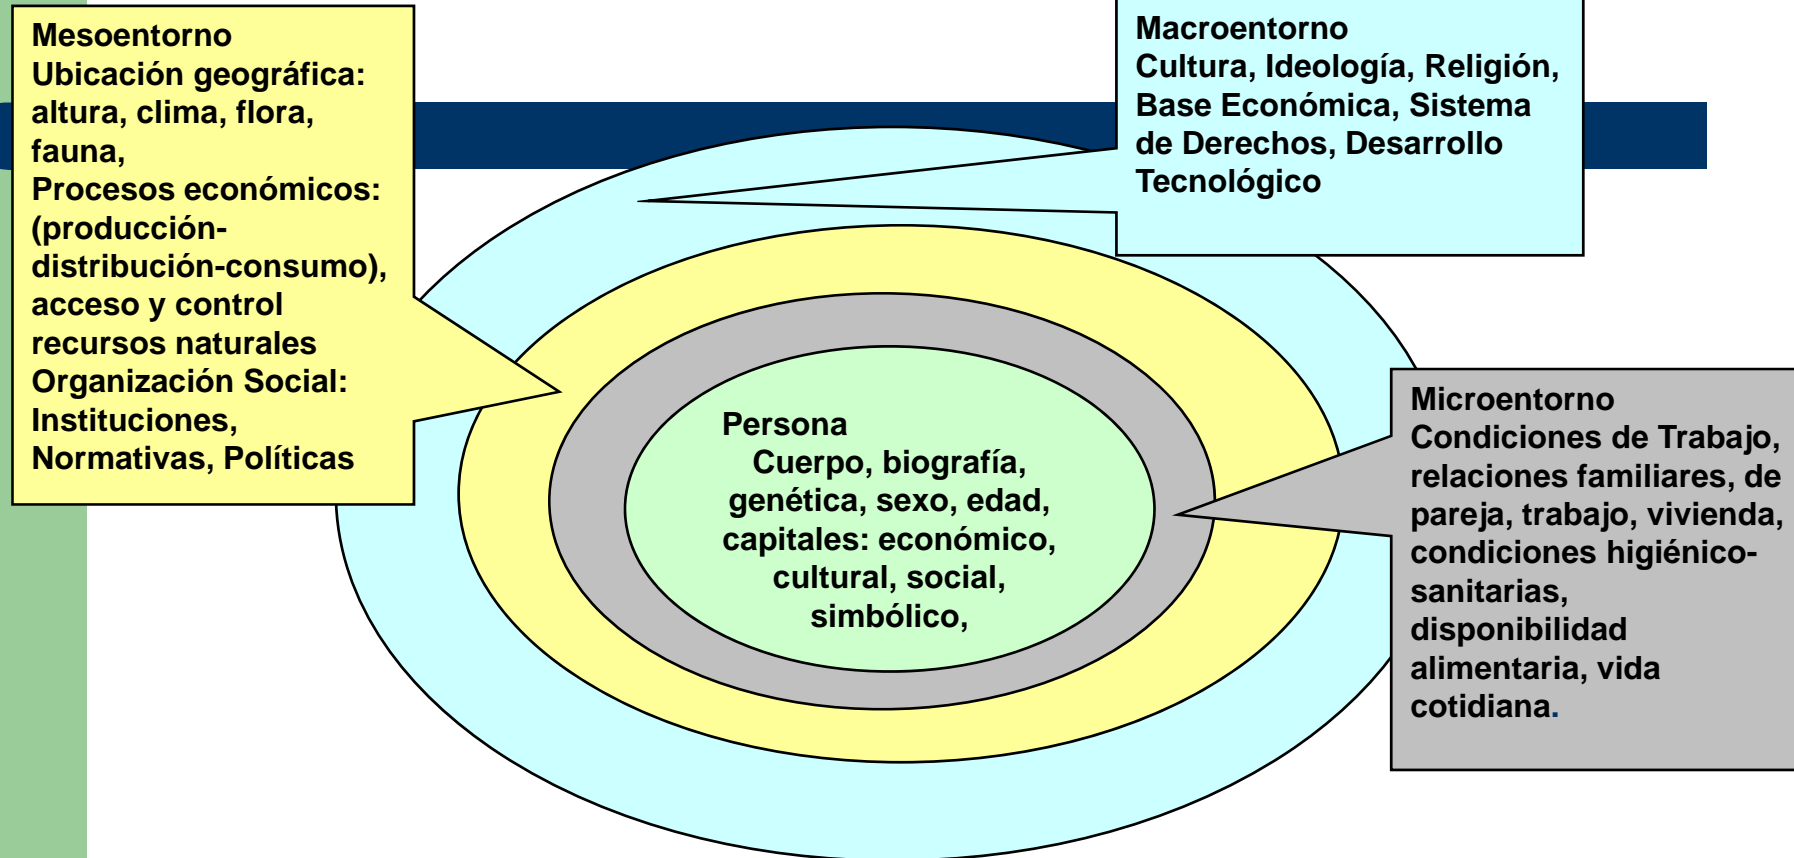 Mesoentorno
Ubicación geográfica:
altura, clima, flora,
fauna,
Procesos económicos:
(producción-
distribución-consumo),
acceso y control
recursos naturales
Organización Social:
Instituciones,
Normativas, Políticas
Macroentorno
Cultura, Ideología, Religión,
Base Económica, Sistema
de Derechos, Desarrollo
Tecnológico
Persona
Cuerpo, biografía,
genética, sexo, edad,
capitales: económico,
cultural, social,
simbólico,
Microentorno
Condiciones de Trabajo,
relaciones familiares, de
pareja, trabajo, vivienda,
condiciones higiénico-
sanitarias,
disponibilidad
alimentaria, vida
cotidiana.